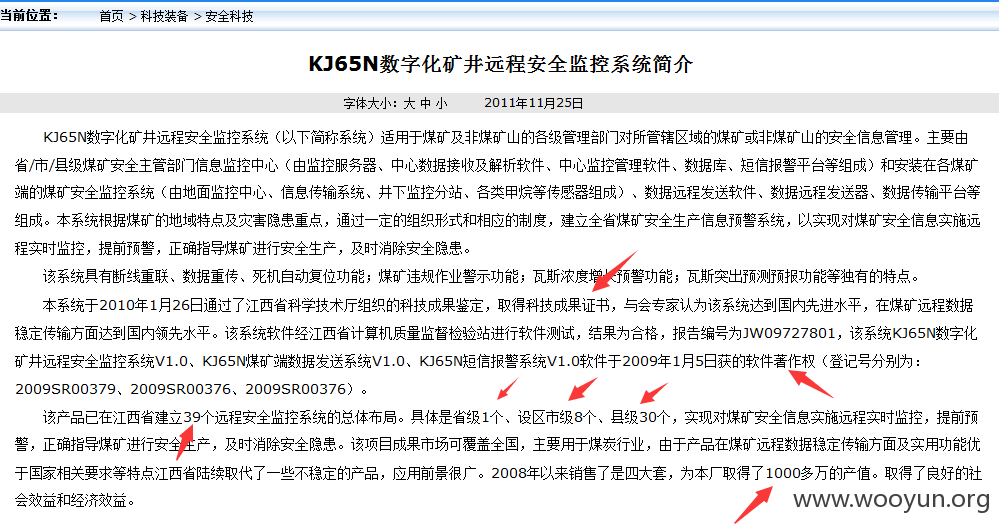 当前位置： 首页 > 科技装备 > 安全科技
KJ65N数字化矿井远程安全监控系统简介
字体大小：大 中 小 2011年11月25日
KJ65N数字化矿井远程安全监控系统（以下简称系统）适用于煤矿及非煤矿山的各级管理部门对所管辖区域的煤矿或非煤矿山的安全信息管理。主要由
省/市/县级煤矿安全主管部门信息监控中心（由监控服务器、中心数据接收及解析软件、中心监控管理软件、数据库、短信报警平台等组成）和安装在各煤矿
端的煤矿安全监控系统（由地面监控中心、信息传输系统、井下监控分站、各类甲烷等传感器组成）、数据远程发送软件、数据远程发送器、数据传输平台等
组成。本系统根据煤矿的地域特点及灾害隐患重点，通过一定的组织形式和相应的制度，建立全省煤矿安全生产信息预警系统，以实现对煤矿安全信息实施远
程实时监控，提前预警，正确指导煤矿进行安全生产，及时消除安全隐患。
该系统具有断线重联、数据重传、死机自动复位功能；煤矿违规作业警示功能；瓦斯浓度增长预警功能；瓦斯突出预测预报功能等独有的特点。
本系统于2010年1月26日通过了江西省科学技术厅组织的科技成果鉴定，取得科技成果证书，与会专家认为该系统达到国内先进水平，在煤矿远程数据
稳定传输方面达到国内领先水平。该系统软件经江西省计算机质量监督检验站进行软件测试，结果为合格，报告编号为JW09727801，该系统KJ65N数字化
矿井远程安全监控系统V1.0、KJ65N煤矿端数据发送系统V1.0、KJ65N短信报警系统V1.0软件于2009年1月5日获的软件著作权（登记号分别为：
2009SR00379、2009SR00376、2009SR00376）。
该产品已在江西省建立39个远程安全监控系统的总体布局。具体是省级1个、设区市级8个、县级30个，实现对煤矿安全信息实施远程实时监控，提前预
警，正确指导煤矿进行安全生产，及时消除安全隐患。该项目成果市场可覆盖全国，主要用于煤炭行业，由于产品在煤矿远程数据稳定传输方面及实用功能优
于国家相关要求等特点江西省陆续取代了一些不稳定的产品，应用前景很广。2008年以来销售了是四大套，为本厂取得了1000多万的产值。取得了良好的社
会效益和经济效益。
www.wooyun.org